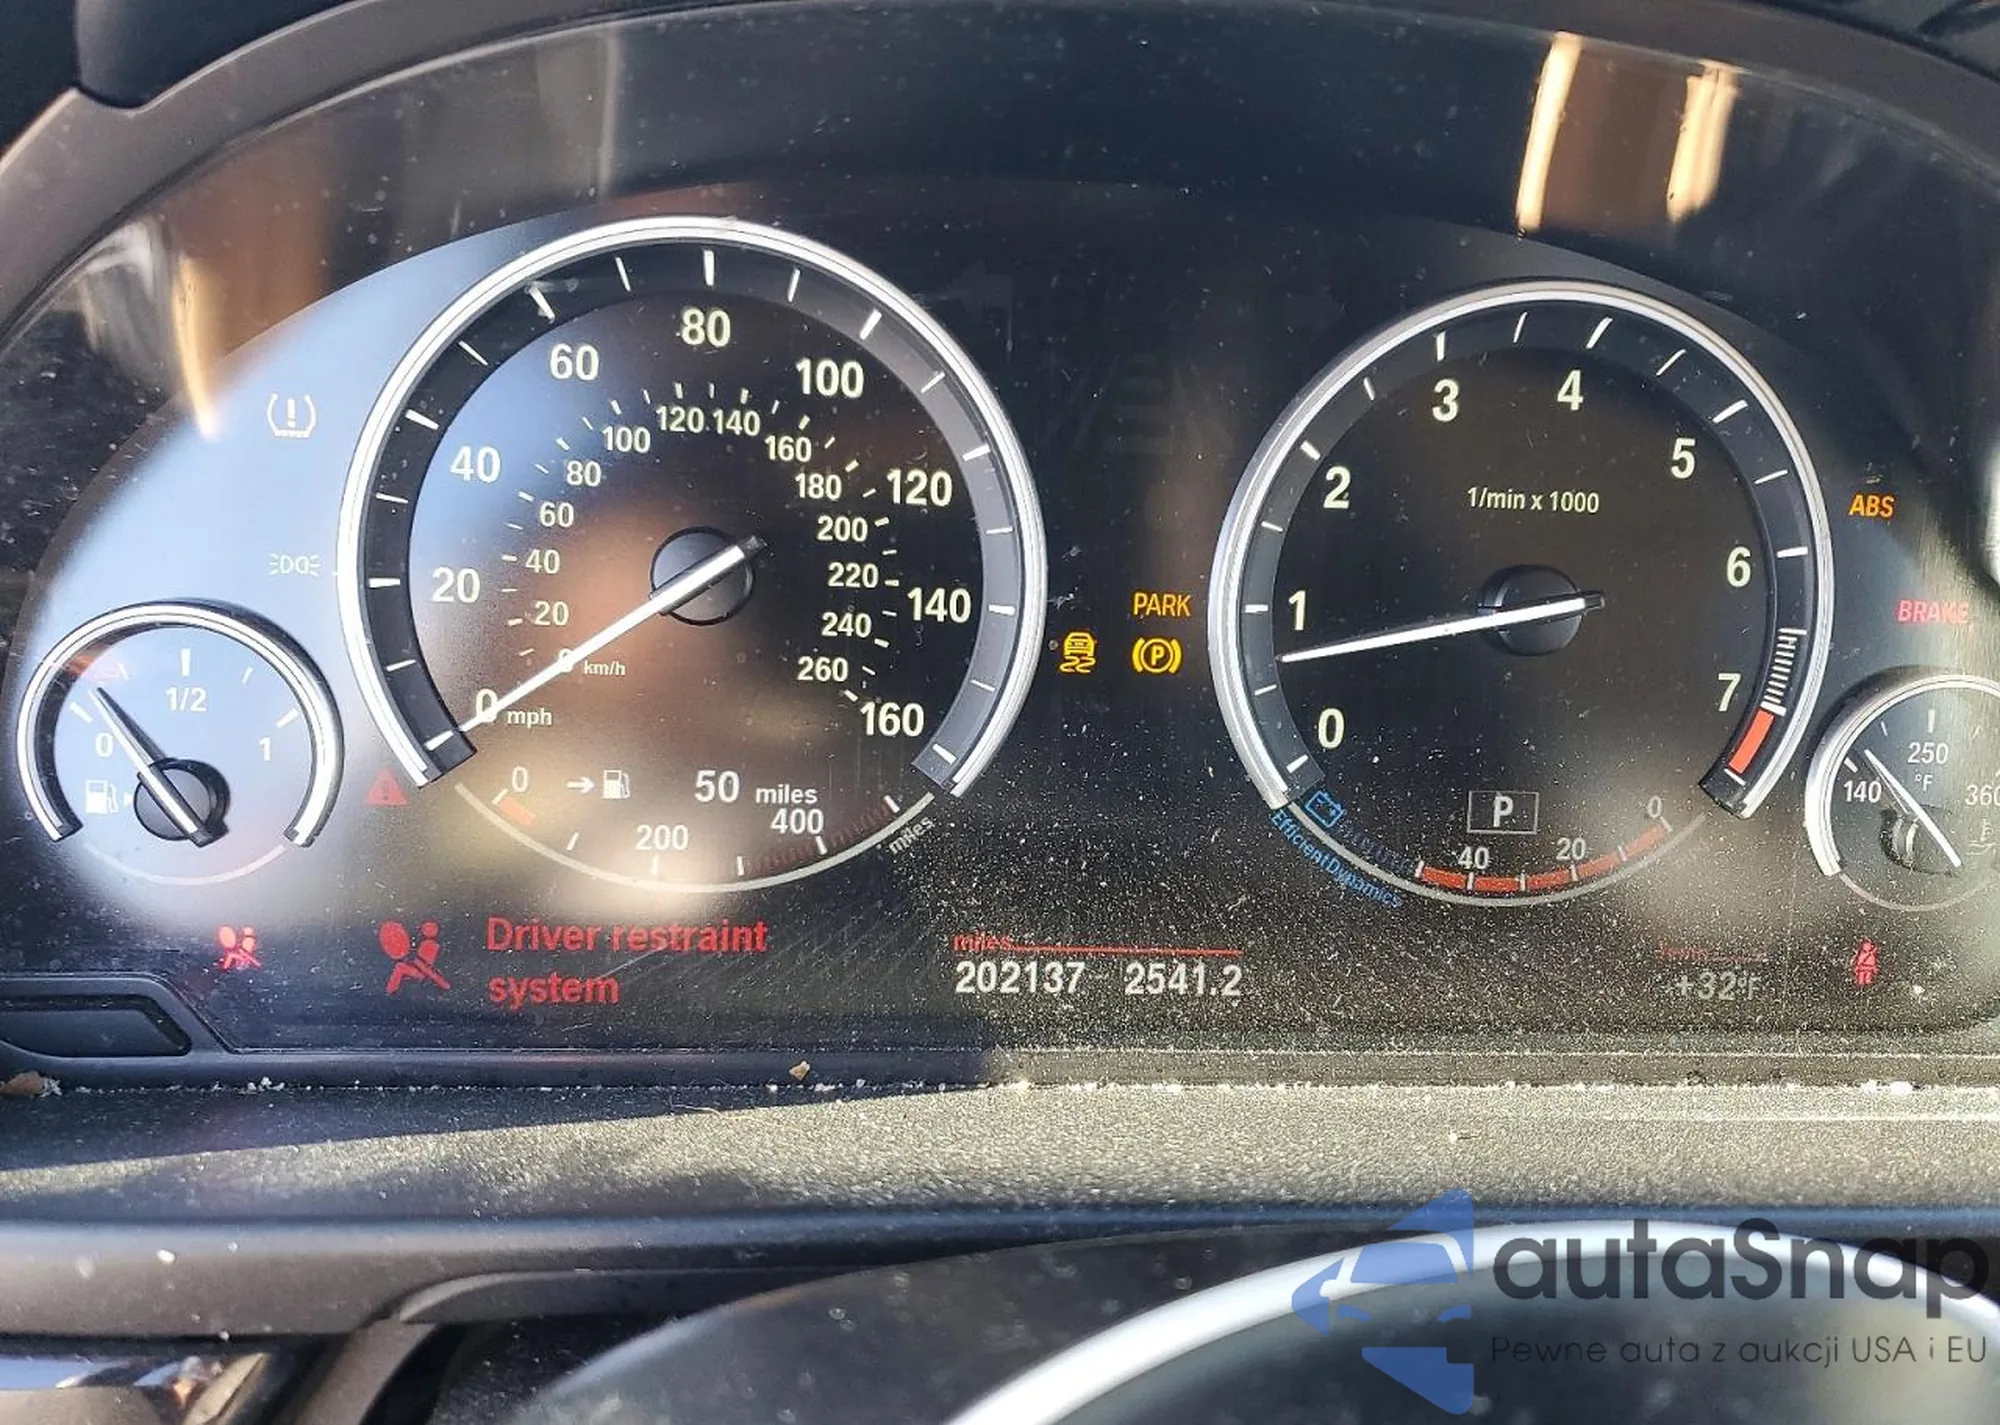 80
60
100
120 140
100
160
40
80
180
120
60
200
40
220
20
140
20
240
0 km/h
260
0 mph
160
0
50 miles
200
400
miles
1/2
0
1
PARK
P
3
4
2
5
1/min x 1000
1
6
0
7
P
40
20
0
EfficientDynamics
ABS
BRAKE
250
°F
140
360
Driver restraint
system
miles
202137 2541.2
+32°F
autaSnap
Pewne auta z aukcji USA i EU